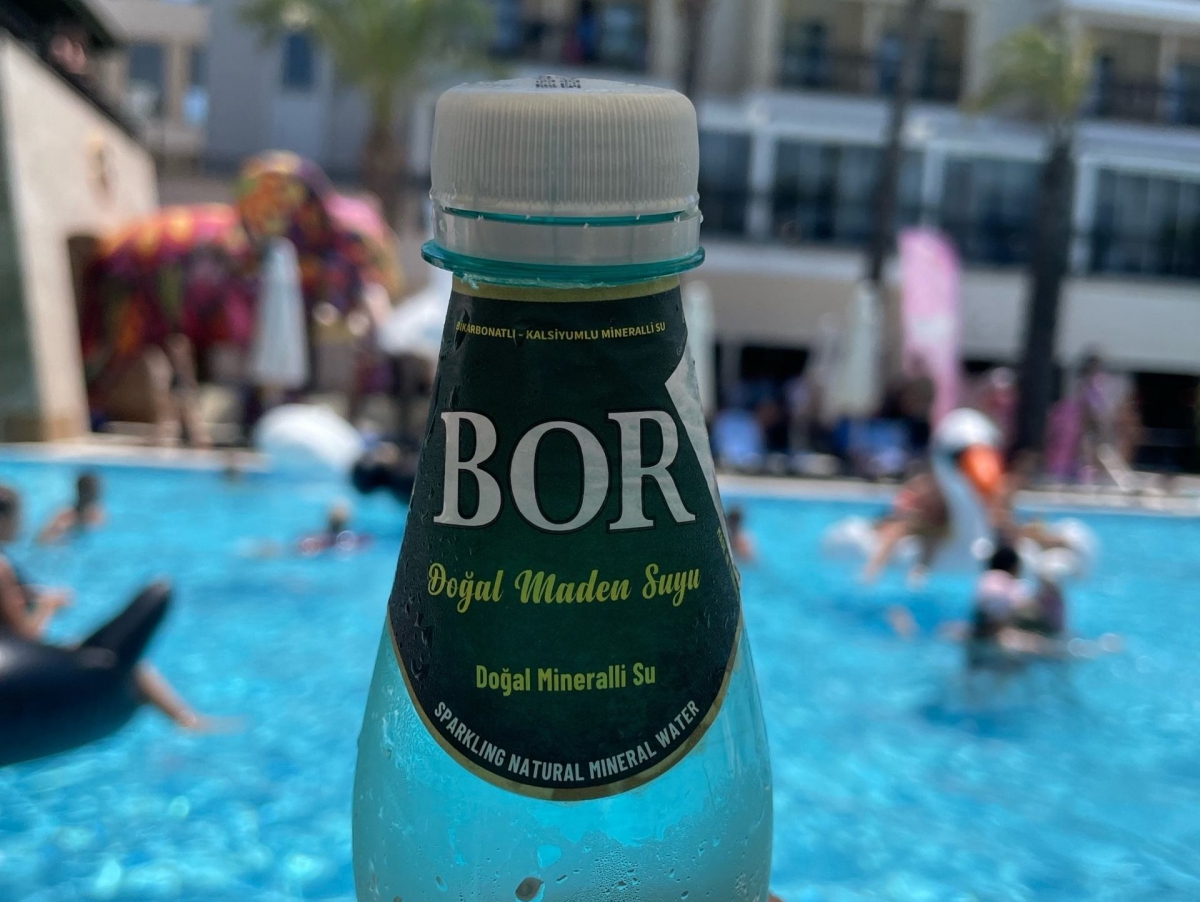 BİKARBONATLI - KALSİYUMLU MİNERALLİ SU
BOR
Doğal Maden Suyu
Doğal Mineralli Su
SPARKLING NATURAL MINERAL WATER